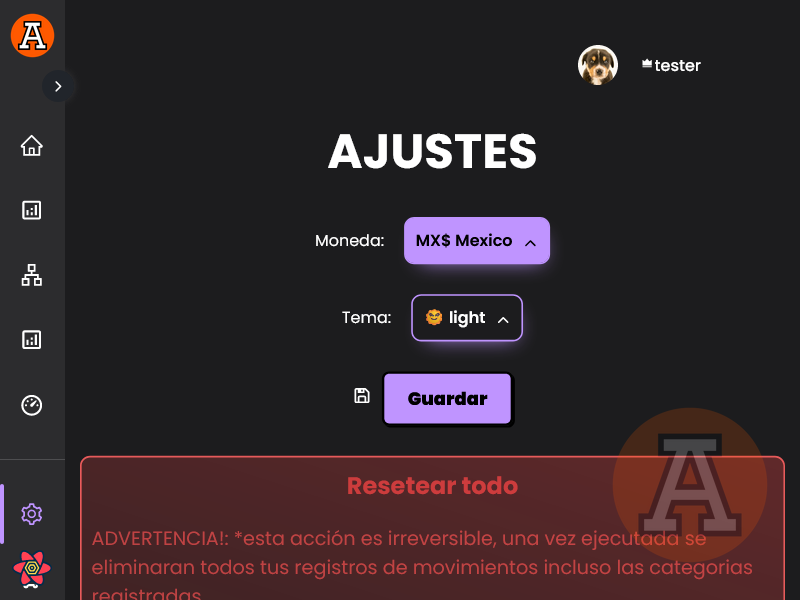 A
tester
AJUSTES
Moneda:
MX$ Mexico
Tema:
🌞 light
Guardar
A
Resetear todo
ADVERTENCIA!: *esta acción es irreversible, una vez ejecutada se
eliminaran todos tus registros de movimientos incluso las categorias
registradas